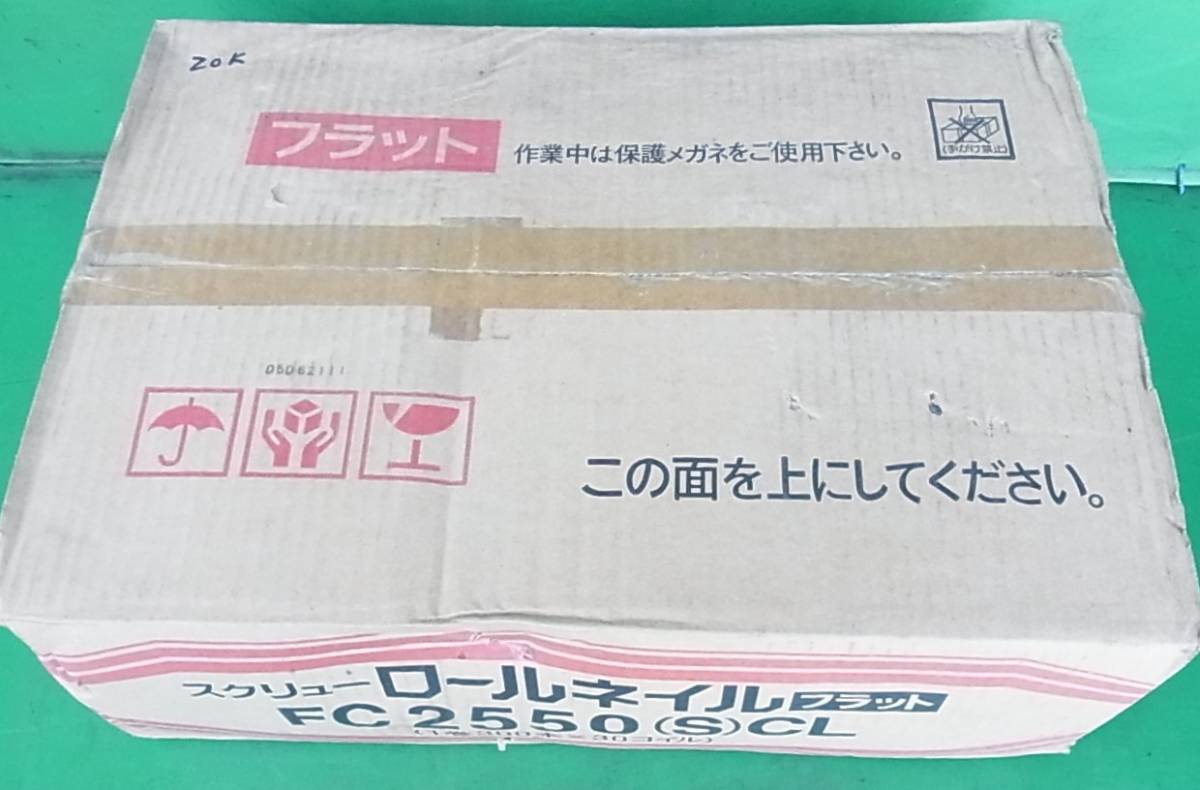 20K
フラット
作業中は保護メガネをご使用下さい。
(手がけ禁止)
この面を上にしてください。
スクリューロールネイル フラット
FC2550(S)CL